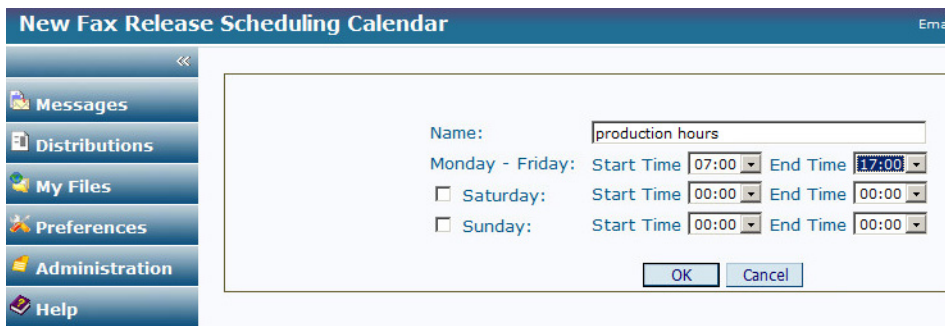 New Fax Release Scheduling Calendar
«
Messages
Distributions
My Files
Preferences
Administration
Help
Name: production hours
Monday - Friday: Start Time 07:00 End Time 17:00
Saturday: Start Time 00:00 End Time 00:00
Sunday: Start Time 00:00 End Time 00:00
OK Cancel